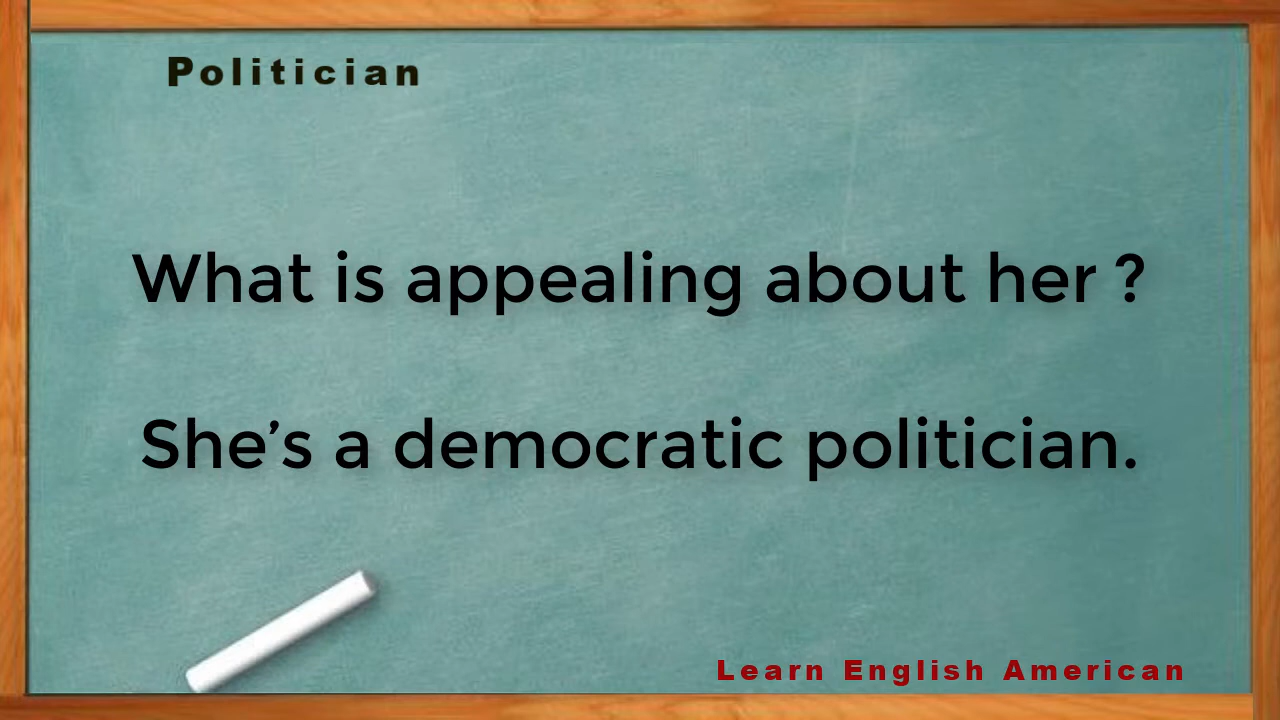 Politician
What is appealing about her ?
She’s a democratic politician.
Learn English American